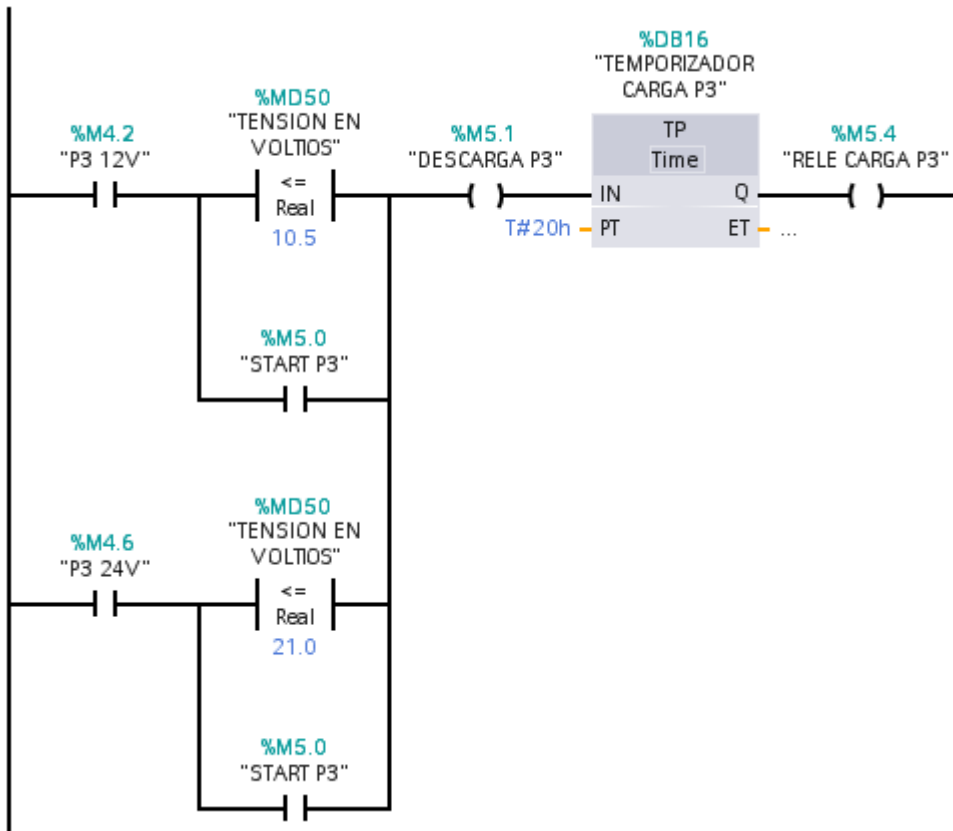 %DB16
"TEMPORIZADOR
CARGA P3"
%MD50
"TENSION EN
VOLTIOS"
%M4.2
"P3 12V"
%M5.1
"DESCARGA P3"
TP
Time
%M5.4
"RELE CARGA P3"
<=
Real
10.5
IN
Q
T#20h
PT
ET
...
%M5.0
"START P3"
%MD50
"TENSION EN
VOLTIOS"
%M4.6
"P3 24V"
<=
Real
21.0
%M5.0
"START P3"